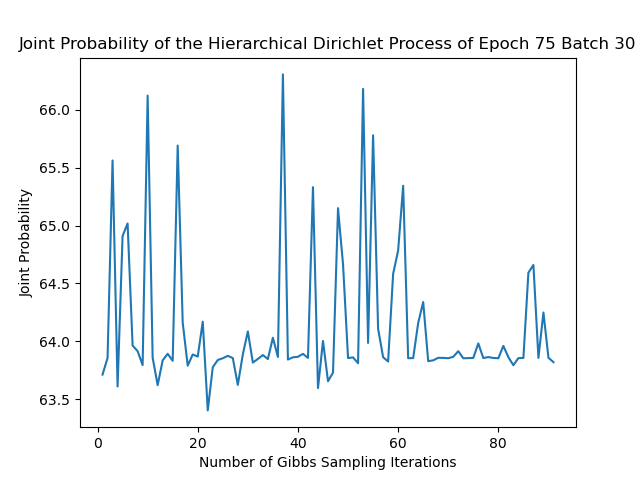 Joint Probability of the Hierarchical Dirichlet Process of Epoch 75 Batch 30
66.0
65.5
65.0
64.5
64.0
63.5
Joint Probability
0 20 40 60 80
Number of Gibbs Sampling Iterations